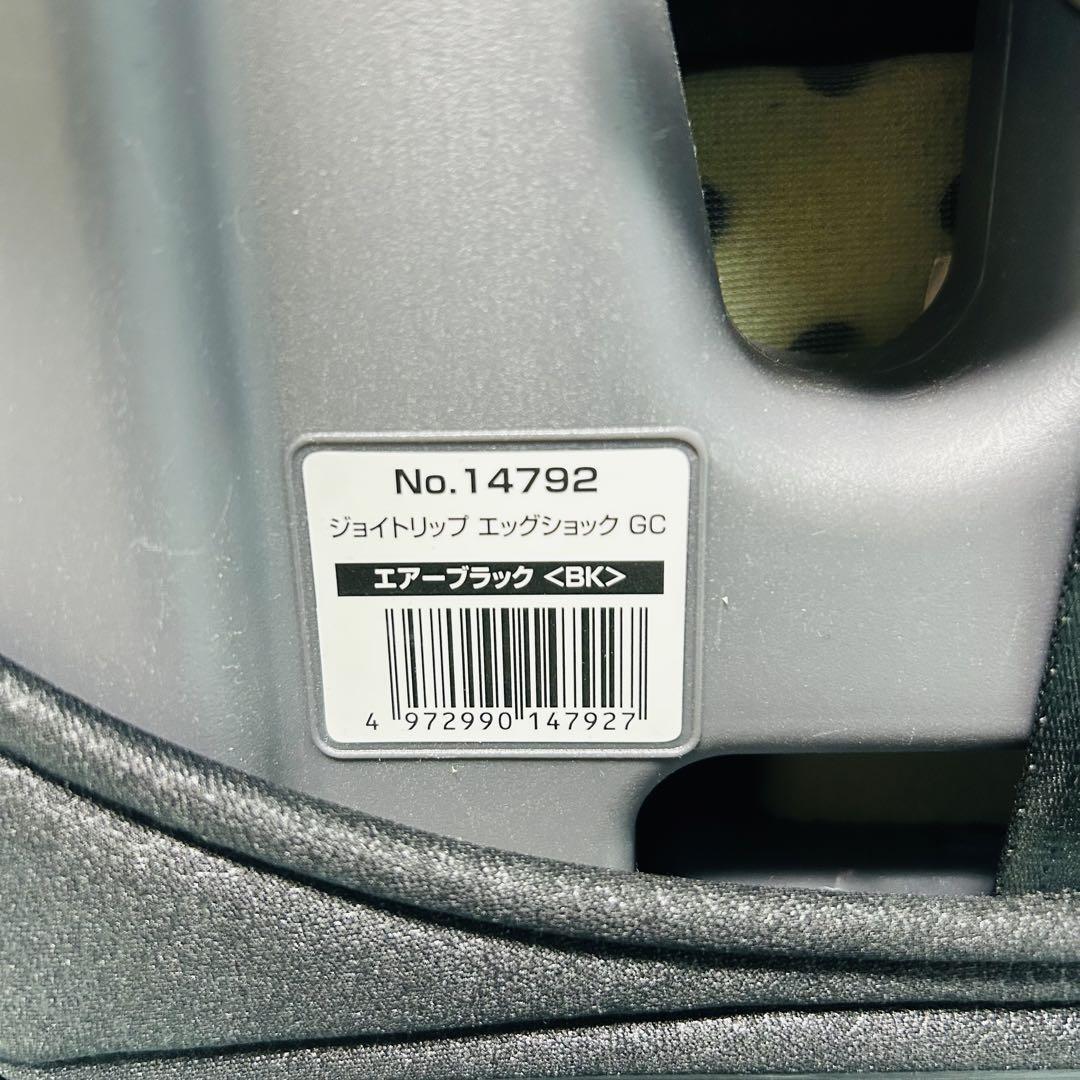 No.14792
ジョイトリップ エッグショック GC
エアーブラック <BK>
4 972990 147927